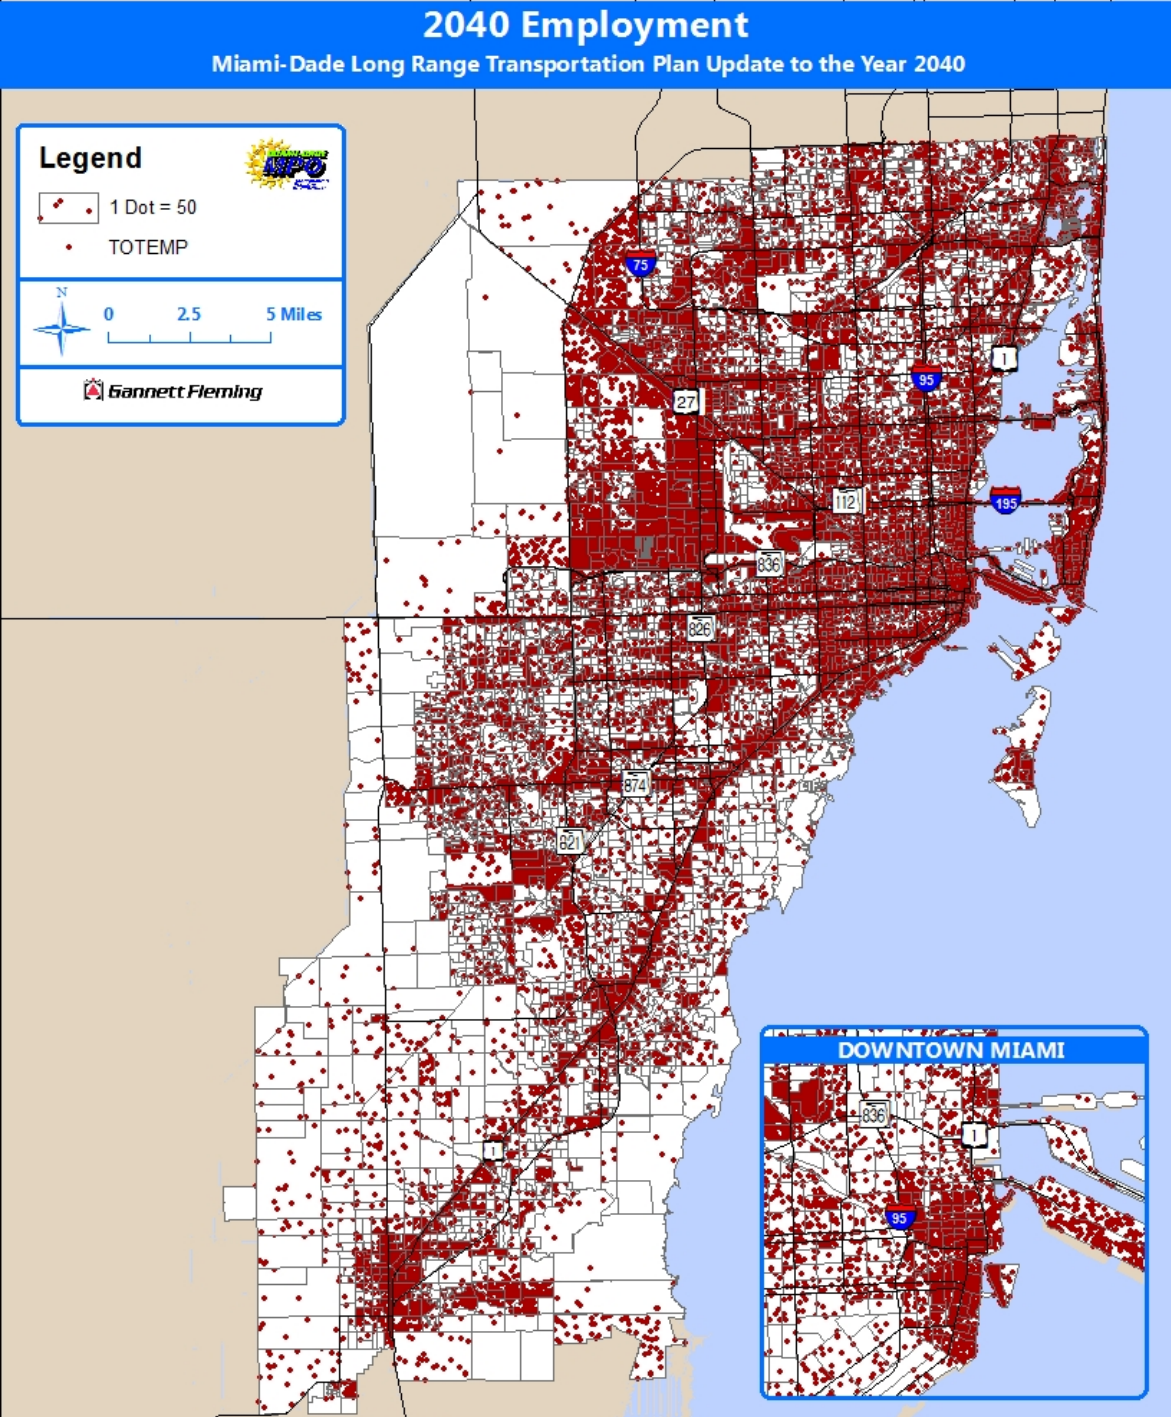 2040 Employment
Miami-Dade Long Range Transportation Plan Update to the Year 2040
Legend
MPO
1 Dot = 50
TOTEMP
N
0 2.5 5 Miles
Gannett Fleming
75
1
95
27
112
195
836
826
874
821
1
DOWNTOWN MIAMI
836
1
95